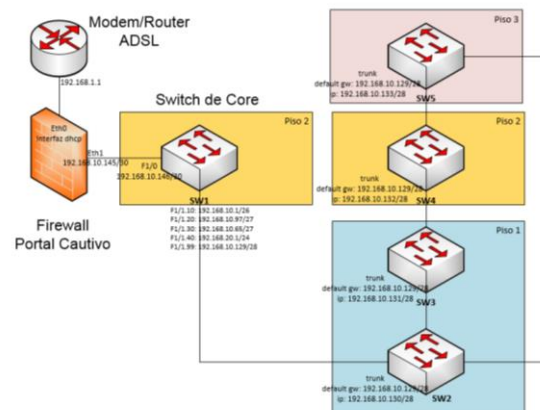 Modem/Router
ADSL
192.168.1.1
Eth0
Interfaz dhcp
Eth1
192.168.10.145/30
Firewall
Portal Cautivo
Switch de Core
Piso 2
F1/0
192.168.10.146/30
SW1
F1/1.10: 192.168.10.1/26
F1/1.20: 192.168.10.97/27
F1/1.30: 192.168.10.65/27
F1/1.40: 192.168.20.1/24
F1/1.99: 192.168.10.129/28
Piso 3
trunk
default gw: 192.168.10.129/28
ip: 192.168.10.133/28
SW5
Piso 2
trunk
default gw: 192.168.10.129/28
ip: 192.168.10.132/28
SW4
Piso 1
trunk
default gw: 192.168.10.129/28
ip: 192.168.10.131/28
SW3
trunk
default gw: 192.168.10.129/28
ip: 192.168.10.130/28
SW2